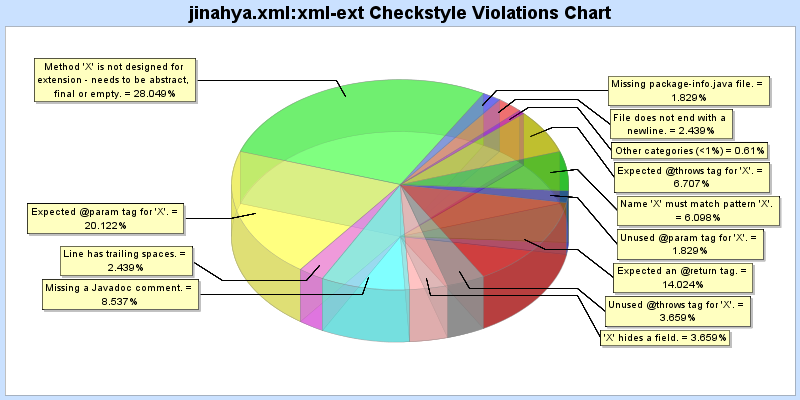 jinahya.xml:xml-ext Checkstyle Violations Chart
Method 'X' is not designed for
extension - needs to be abstract,
final or empty. = 28.049%
Expected @param tag for 'X'. =
20.122%
Line has trailing spaces. =
2.439%
Missing a Javadoc comment. =
8.537%
Missing package-info.java file. =
1.829%
File does not end with a
newline. = 2.439%
Other categories (<1%) = 0.61%
Expected @throws tag for 'X'. =
6.707%
Name 'X' must match pattern 'X'.
= 6.098%
Unused @param tag for 'X'. =
1.829%
Expected an @return tag. =
14.024%
Unused @throws tag for 'X'. =
3.659%
'X' hides a field. = 3.659%